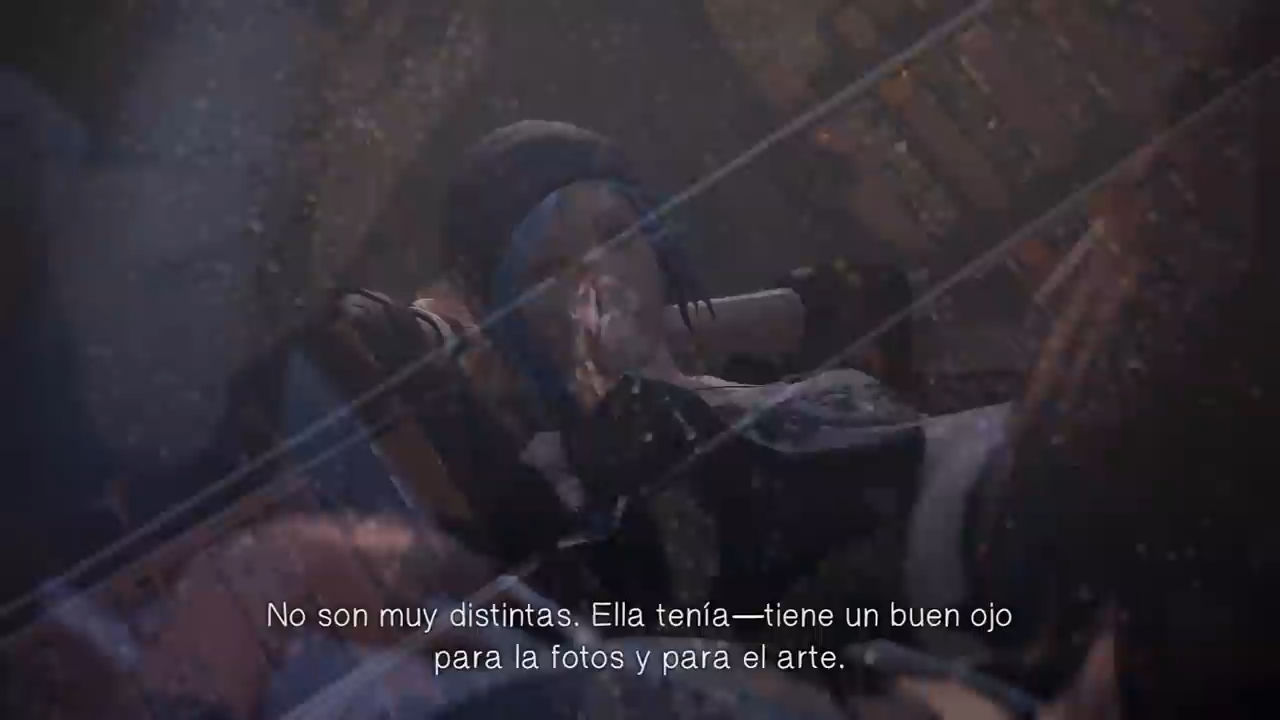 No son muy distintas. Ella tenía—tiene un buen ojo
para la fotos y para el arte.